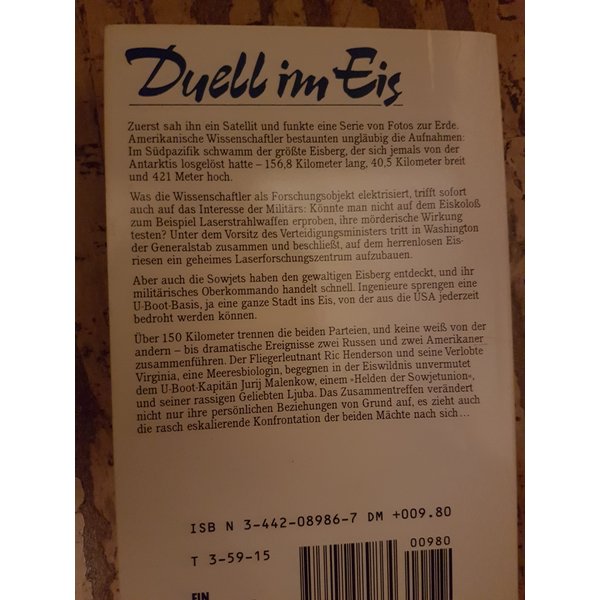 Duell im Eis
Zuerst sah ihn ein Satellit und funkte eine Serie von Fotos zur Erde.
Amerikanische Wissenschaftler bestaunten ungläubig die Aufnahmen:
Im Südpazifik schwamm der größte Eisberg, der sich jemals von der
Antarktis losgelöst hatte – 156,8 Kilometer lang, 40,5 Kilometer breit
und 421 Meter hoch.
Was die Wissenschaftler als Forschungsobjekt elektrisiert, trifft sofort
auch auf das Interesse der Militärs: Könnte man nicht auf dem Eiskoloß
zum Beispiel Laserstrahlwaffen erproben, ihre mörderische Wirkung
testen? Unter dem Vorsitz des Verteidigungsministers tritt in Washington
der Generalstab zusammen und beschließt, auf dem herrenlosen Eis-
riesen ein geheimes Laserforschungszentrum aufzubauen.
Aber auch die Sowjets haben den gewaltigen Eisberg entdeckt, und ihr
militärisches Oberkommando handelt schnell. Ingenieure sprengen eine
U-Boot-Basis, ja eine ganze Stadt ins Eis, von der aus die USA jederzeit
bedroht werden können.
Über 150 Kilometer trennen die beiden Parteien, und keine weiß von der
andern – bis dramatische Ereignisse zwei Russen und zwei Amerikaner
zusammenführen. Der Fliegerleutnant Ric Henderson und seine Verlobte
Virginia, eine Meeresbiologin, begegnen in der Eiswildnis unvermutet
dem U-Boot-Kapitän Jurij Malenkow, einem »Helden der Sowjetunion«,
und seiner rassigen Geliebten Ljuba. Das Zusammentreffen verändert
nicht nur ihre persönlichen Beziehungen von Grund auf, es zieht auch
die rasch eskalierende Konfrontation der beiden Mächte nach sich ...
ISB N 3-442-08986-7 DM +009.80
T 3-59-15
00980
EIN